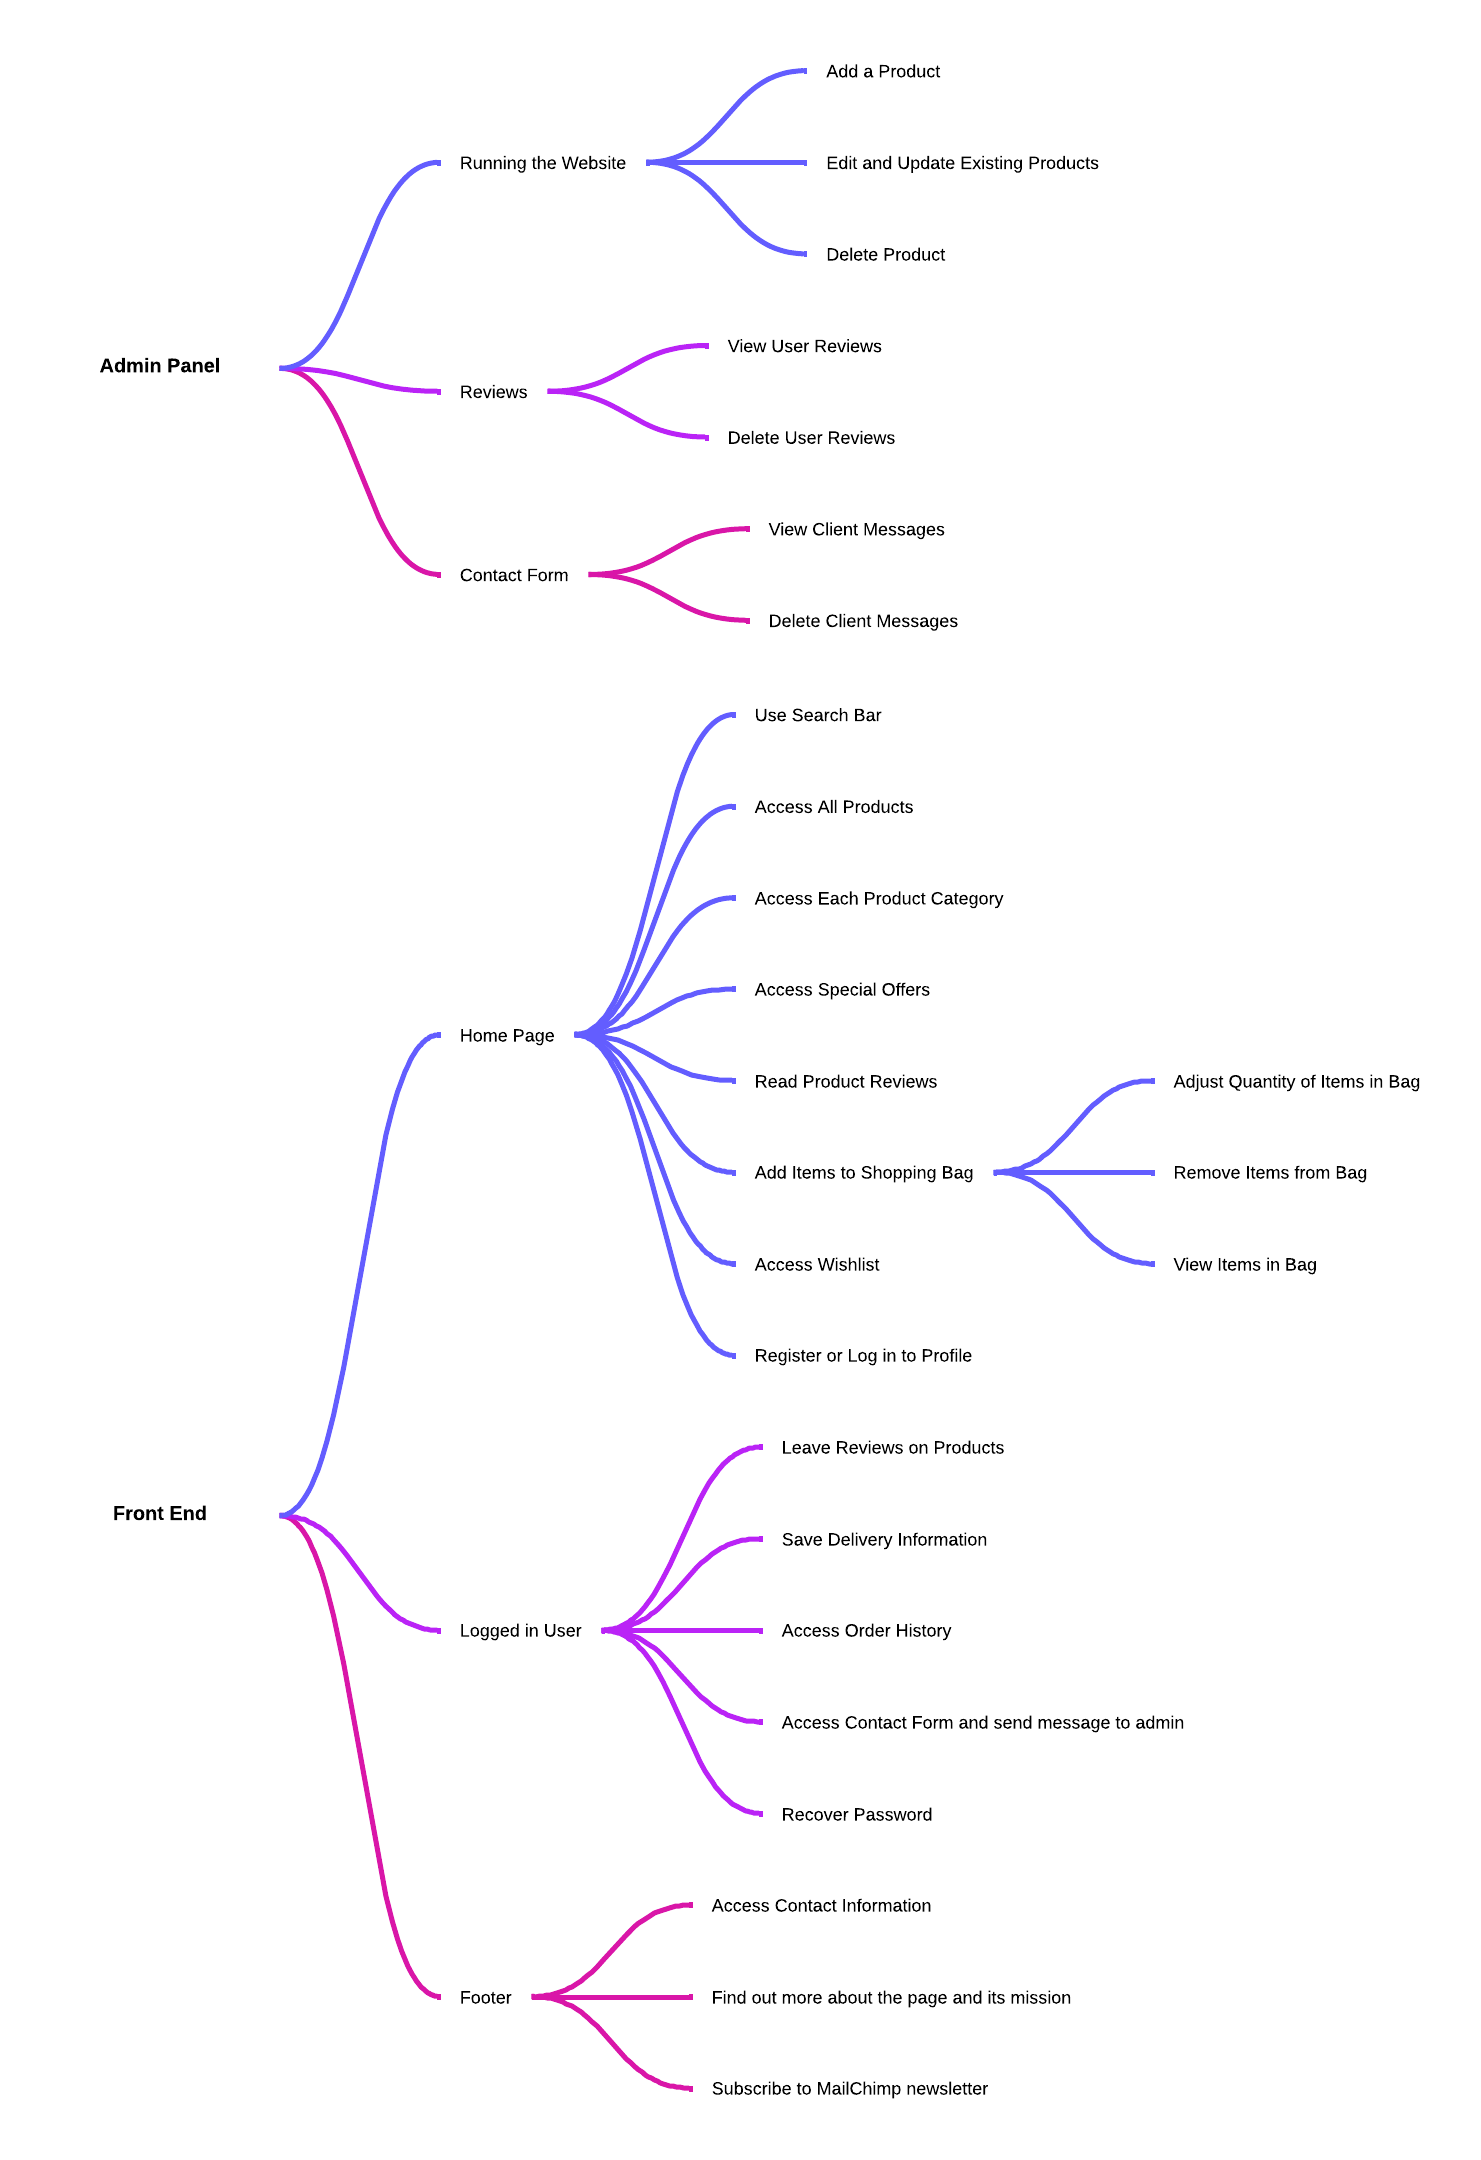 Admin Panel
Running the Website
Add a Product
Edit and Update Existing Products
Delete Product
Reviews
View User Reviews
Delete User Reviews
Contact Form
View Client Messages
Delete Client Messages
Front End
Home Page
Use Search Bar
Access All Products
Access Each Product Category
Access Special Offers
Read Product Reviews
Add Items to Shopping Bag
Adjust Quantity of Items in Bag
Remove Items from Bag
View Items in Bag
Access Wishlist
Register or Log in to Profile
Logged in User
Leave Reviews on Products
Save Delivery Information
Access Order History
Access Contact Form and send message to admin
Recover Password
Footer
Access Contact Information
Find out more about the page and its mission
Subscribe to MailChimp newsletter